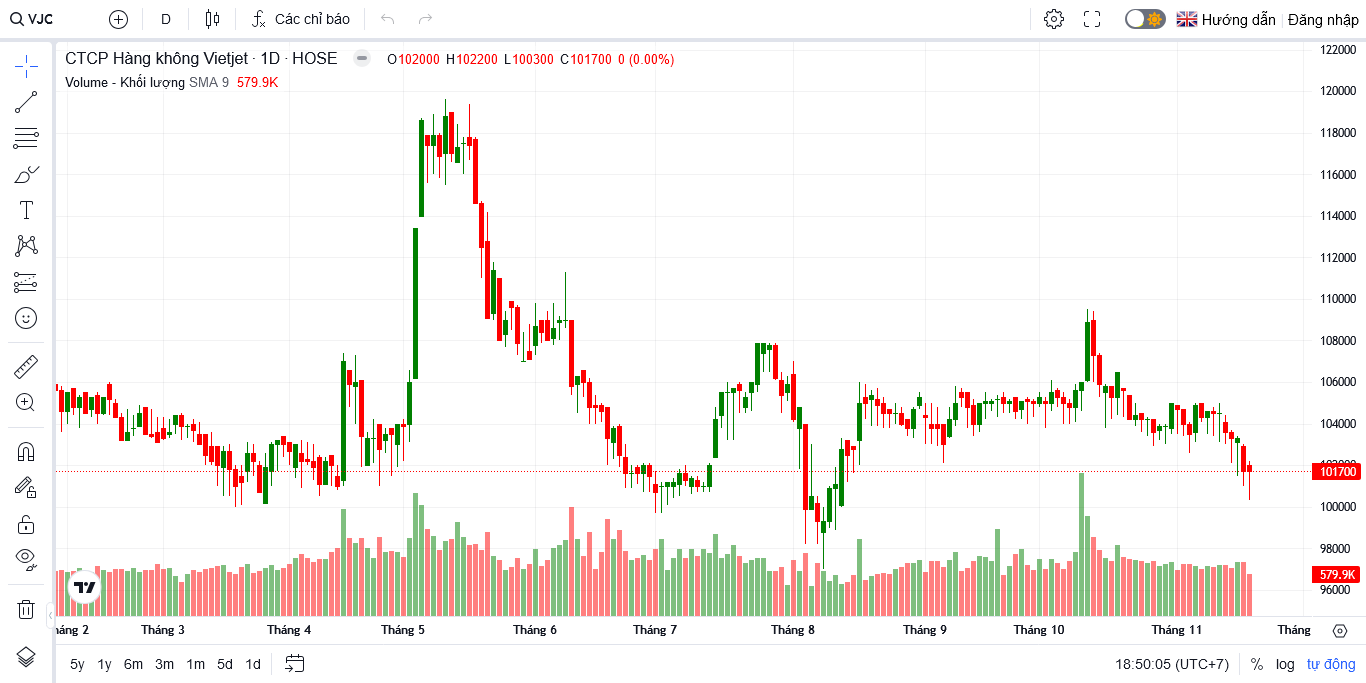 VJC D Các chỉ báo Hướng dẫn Đăng nhập
CTCP Hàng không Vietjet · 1D · HOSE O102000 H102200 L100300 C101700 0 (0.00%)
Volume - Khối lượng SMA 9 579.9K
122000
120000
118000
116000
114000
112000
110000
108000
106000
104000
101700
100000
98000
579.9K
96000
Tháng 3 Tháng 4 Tháng 5 Tháng 6 Tháng 7 Tháng 8 Tháng 9 Tháng 10 Tháng 11 Tháng
5y 1y 6m 3m 1m 5d 1d 18:50:05 (UTC+7) % log tự động